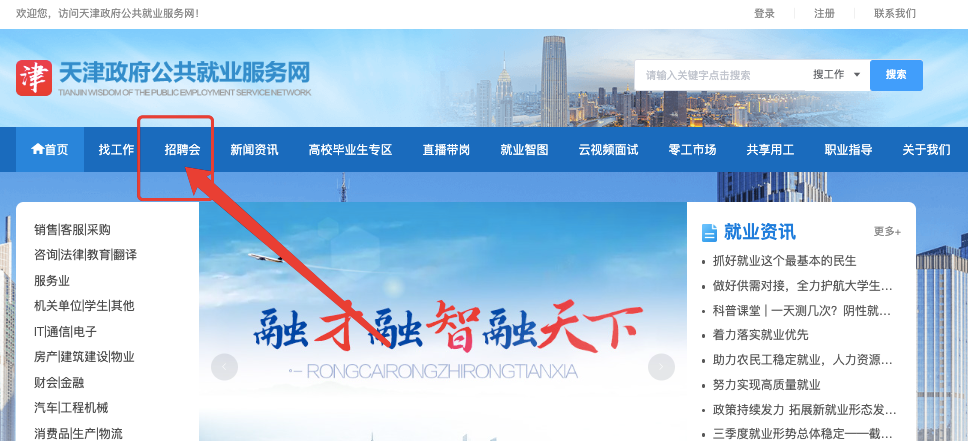 欢迎您，访问天津政府公共就业服务网！
登录 注册 联系我们
津 天津政府公共就业服务网
TIANJIN WISDOM OF THE PUBLIC EMPLOYMENT SERVICE NETWORK
请输入关键字点击搜索 搜工作 搜索
首页 找工作 招聘会 新闻资讯 高校毕业生专区 直播带岗 就业智图 云视频面试 零工市场 共享用工 职业指导 关于我们
销售|客服|采购
咨询|法律|教育|翻译
服务业
机关单位|学生|其他
IT|通信|电子
房产|建筑建设|物业
财会|金融
汽车|工程机械
消费品|生产|物流
融才融智融天下
RONGCAIRONGZHIRONGTIANXIA
就业资讯 更多+
抓好就业这个最基本的民生
做好供需对接，全力护航大学生...
科普课堂 | 一天测几次？阴性就...
着力落实就业优先
助力农民工稳定就业，人力资源...
努力实现高质量就业
政策持续发力 拓展新就业形态发...
三季度就业形势总体稳定——截...